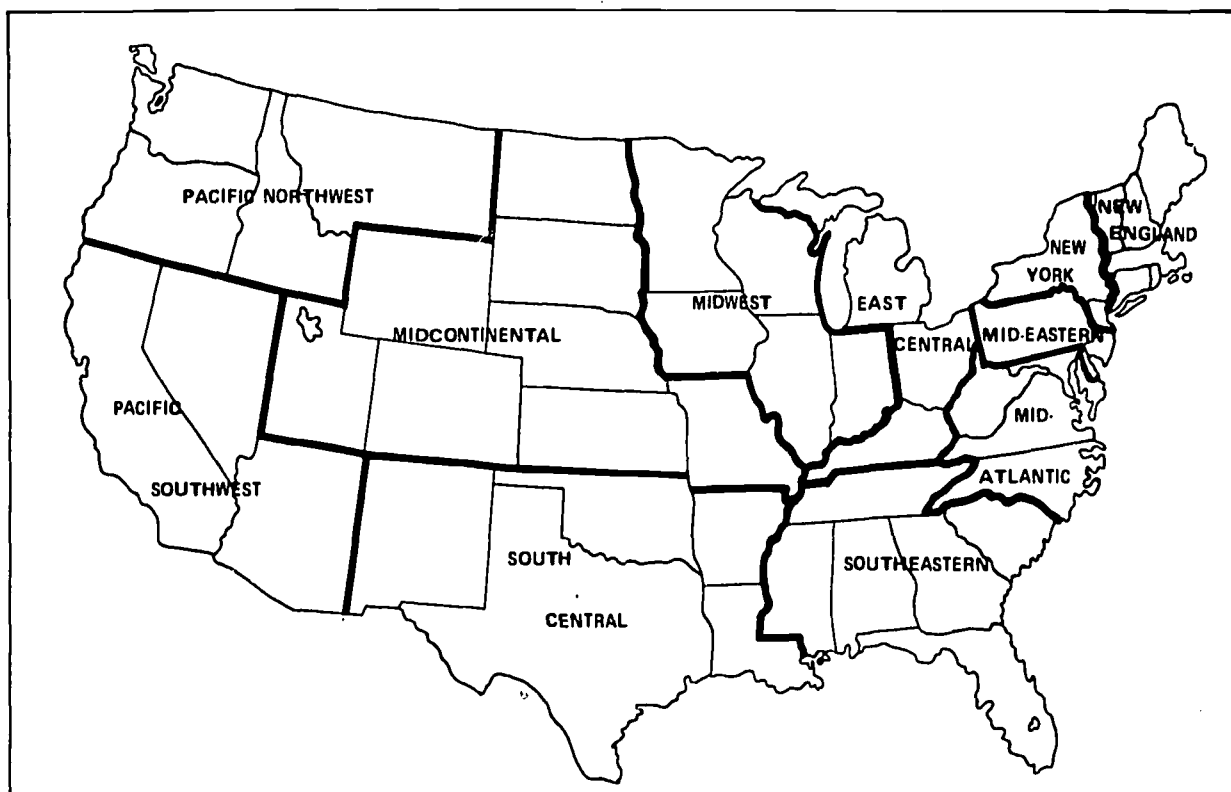 PACIFIC NORTHWEST
NEW
ENGLAND
NEW
YORK
MIDWEST
EAST
CENTRAL
MID-EASTERN
MIDCONTINENTAL
PACIFIC
SOUTHWEST
MID-
ATLANTIC
SOUTH
CENTRAL
SOUTHEASTERN